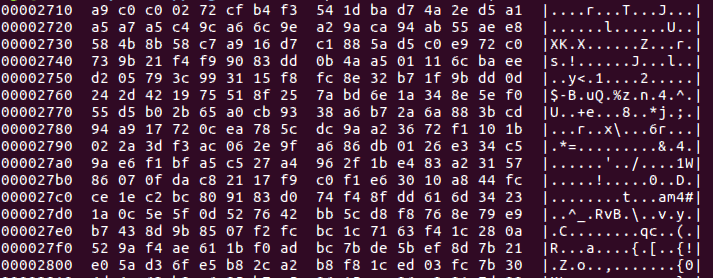 00002710  a9 c0 c0 02 72 cf b4 f3  54 1d ba d7 4a 2e d5 a1  |....r...T...J...|
00002720  a5 a7 a5 c4 9c a6 6c 9e  a2 9a ca 94 ab 55 ae e8  |......l......U..|
00002730  58 4b 8b 58 c7 a9 16 d7  c1 88 5a d5 c0 e9 72 c0  |XK.X......Z...r.|
00002740  73 9b 21 f4 f9 90 83 dd  0b 4a a5 01 11 6c ba ee  |s.!......J...l..|
00002750  d2 05 79 3c 99 31 15 f8  fc 8e 32 b7 1f 9b dd 0d  |..y<.1....2.....|
00002760  24 2d 42 19 75 51 8f 25  7a bd 6e 1a 34 8e 5e f0  |$-B.uQ.%z.n.4.^.|
00002770  55 d5 b0 2b 65 a0 cb 93  38 a6 b7 2a 6a 88 3b cd  |U..+e...8..*j.;.|
00002780  94 a9 17 72 0c ea 78 5c  dc 9a a2 36 72 f1 10 1b  |...r..x\...6r...|
00002790  02 2a 3d f3 ac 06 2e 9f  a6 86 db 01 26 e3 34 c5  |.*=.........&.4.|
000027a0  9a e6 f1 bf a5 c5 27 a4  96 2f 1b e4 83 a2 31 57  |......'../....1W|
000027b0  86 07 0f da c8 21 17 f9  c0 f1 e6 30 10 a8 44 fc  |.....!.....0..D.|
000027c0  ce 1e c2 bc 80 91 83 d0  74 f4 8f dd 61 6d 34 23  |........t...am4#|
000027d0  1a 0c 5e 5f 0d 52 76 42  bb 5c d8 f8 76 8e 79 e9  |..^_.RvB.\..v.y.|
000027e0  b7 43 8d 9b 85 07 f2 fc  bc 1c 71 63 f4 1c 28 0a  |.C........qc..(.|
000027f0  52 9a f4 ae 61 1b f0 ad  bc 7b de 5b ef 8d 7b 21  |R...a....{.[..{!|
00002800  e0 5a d3 6f e5 b8 2c a2  b8 f8 1c ed 03 fc 7b 30  |.Z.o..,.......{0|